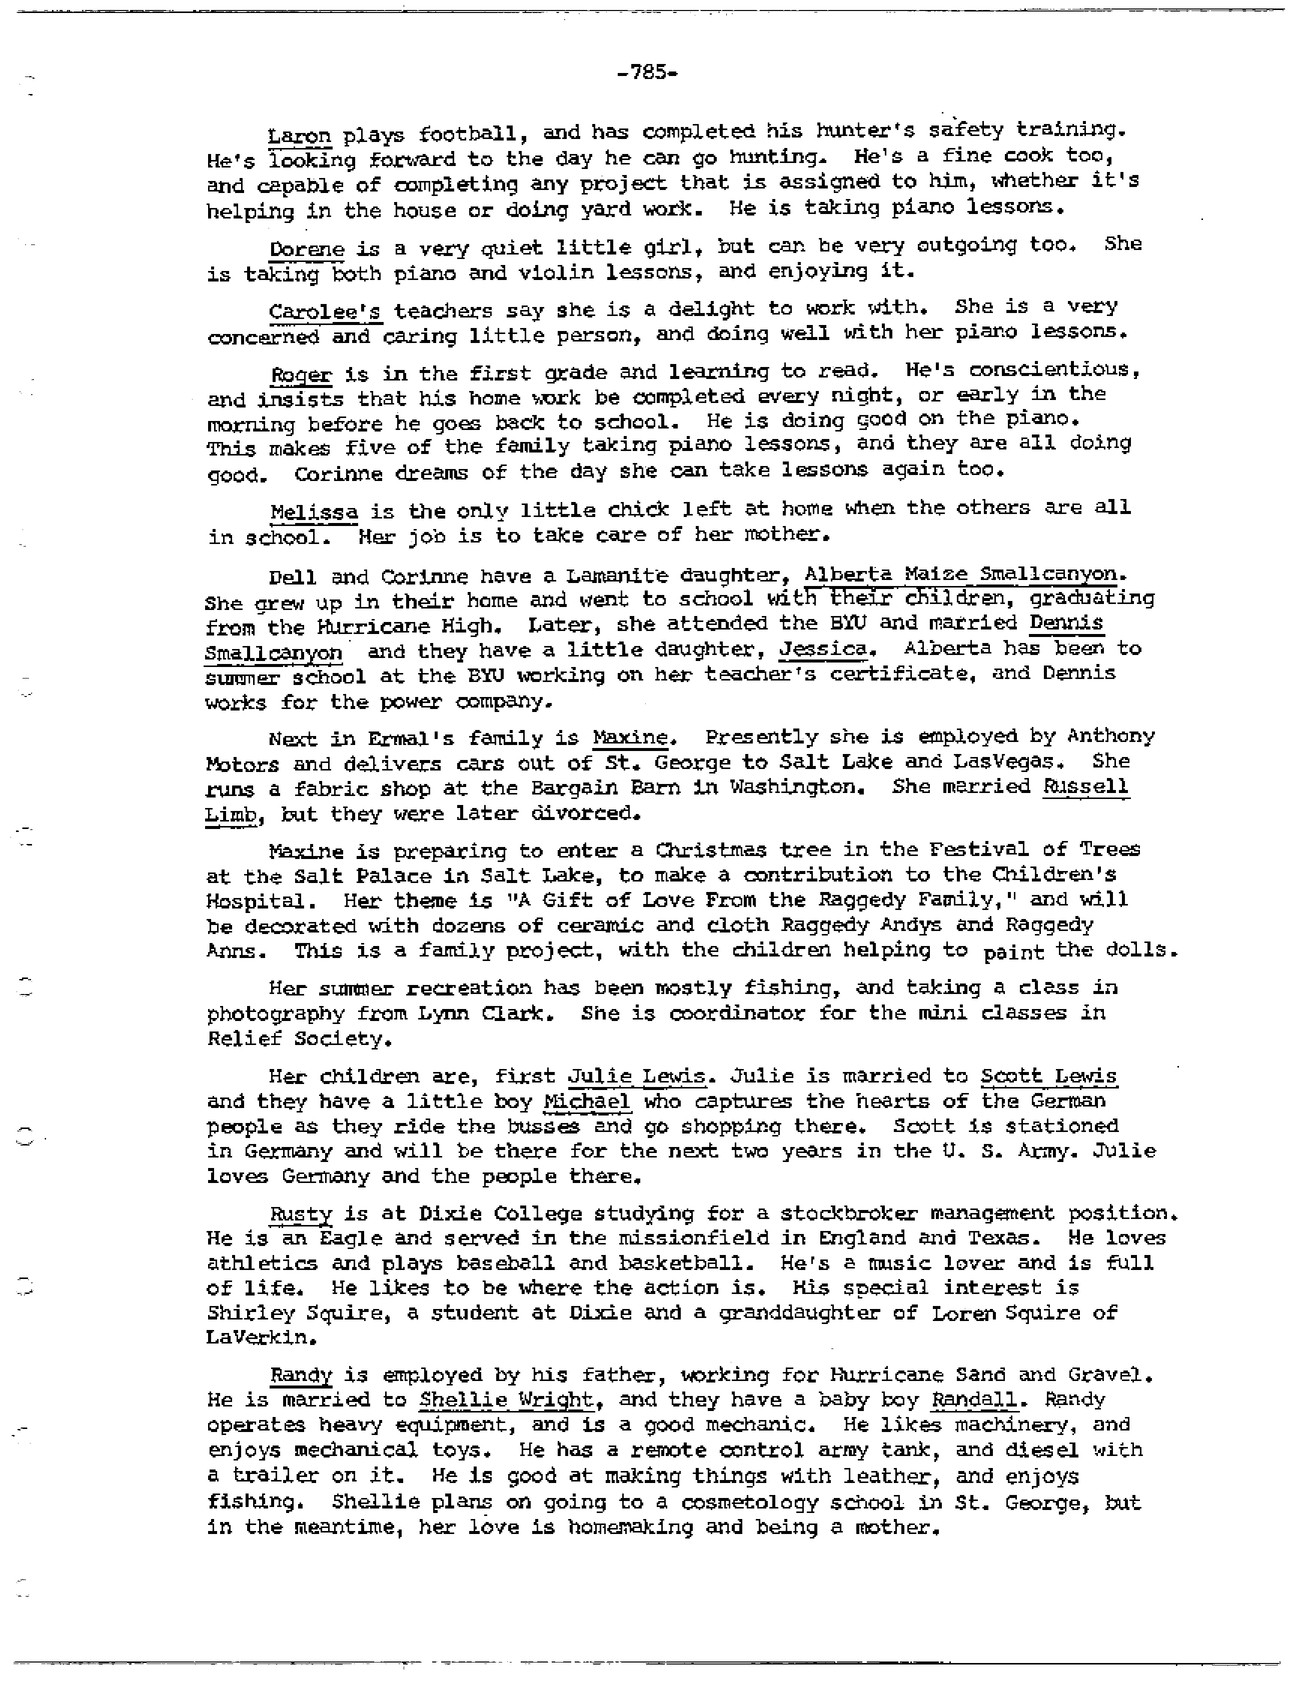 -785-
Laron plays football, and has completed his hunter's safety training.
He's looking forward to the day he can go hunting. He's a fine cook too,
and capable of completing any project that is assigned to him, whether it's
helping in the house or doing yard work. He is taking piano lessons.
Dorene is a very quiet little girl, but can be very outgoing too. She
is taking both piano and violin lessons, and enjoying it.
Carolee's teachers say she is a delight to work with. She is a very
concerned and caring little person, and doing well with her piano lessons.
Roger is in the first grade and learning to read. He's conscientious,
and insists that his home work be completed every night, or early in the
morning before he goes back to school. He is doing good on the piano.
This makes five of the family taking piano lessons, and they are all doing
good. Corinne dreams of the day she can take lessons again too.
Melissa is the only little chick left at home when the others are all
in school. Her job is to take care of her mother.
Dell and Corinne have a Lamanite daughter, Alberta Maize Smallcanyon.
She grew up in their home and went to school with their children, graduating
from the Hurricane High. Later, she attended the BYU and married Dennis
Smallcanyon and they have a little daughter, Jessica. Alberta has been to
summer school at the BYU working on her teacher's certificate, and Dennis
works for the power company.
Next in Ermal's family is Maxine. Presently she is employed by Anthony
Motors and delivers cars out of St. George to Salt Lake and LasVegas. She
runs a fabric shop at the Bargain Barn in Washington. She married Russell
Limb, but they were later divorced.
Maxine is preparing to enter a Christmas tree in the Festival of Trees
at the Salt Palace in Salt Lake, to make a contribution to the Children's
Hospital. Her theme is "A Gift of Love From the Raggedy Family," and will
be decorated with dozens of ceramic and cloth Raggedy Andys and Raggedy
Anns. This is a family project, with the children helping to paint the dolls.
Her summer recreation has been mostly fishing, and taking a class in
photography from Lynn Clark. She is coordinator for the mini classes in
Relief Society.
Her children are, first Julie Lewis. Julie is married to Scott Lewis
and they have a little boy Michael who captures the hearts of the German
people as they ride the busses and go shopping there. Scott is stationed
in Germany and will be there for the next two years in the U. S. Army. Julie
loves Germany and the people there.
Rusty is at Dixie College studying for a stockbroker management position.
He is an Eagle and served in the missionfield in England and Texas. He loves
athletics and plays baseball and basketball. He's a music lover and is full
of life. He likes to be where the action is. His special interest is
Shirley Squire, a student at Dixie and a granddaughter of Loren Squire of
LaVerkin.
Randy is employed by his father, working for Hurricane Sand and Gravel.
He is married to Shellie Wright, and they have a baby boy Randall. Randy
operates heavy equipment, and is a good mechanic. He likes machinery, and
enjoys mechanical toys. He has a remote control army tank, and diesel with
a trailer on it. He is good at making things with leather, and enjoys
fishing. Shellie plans on going to a cosmetology school in St. George, but
in the meantime, her love is homemaking and being a mother.